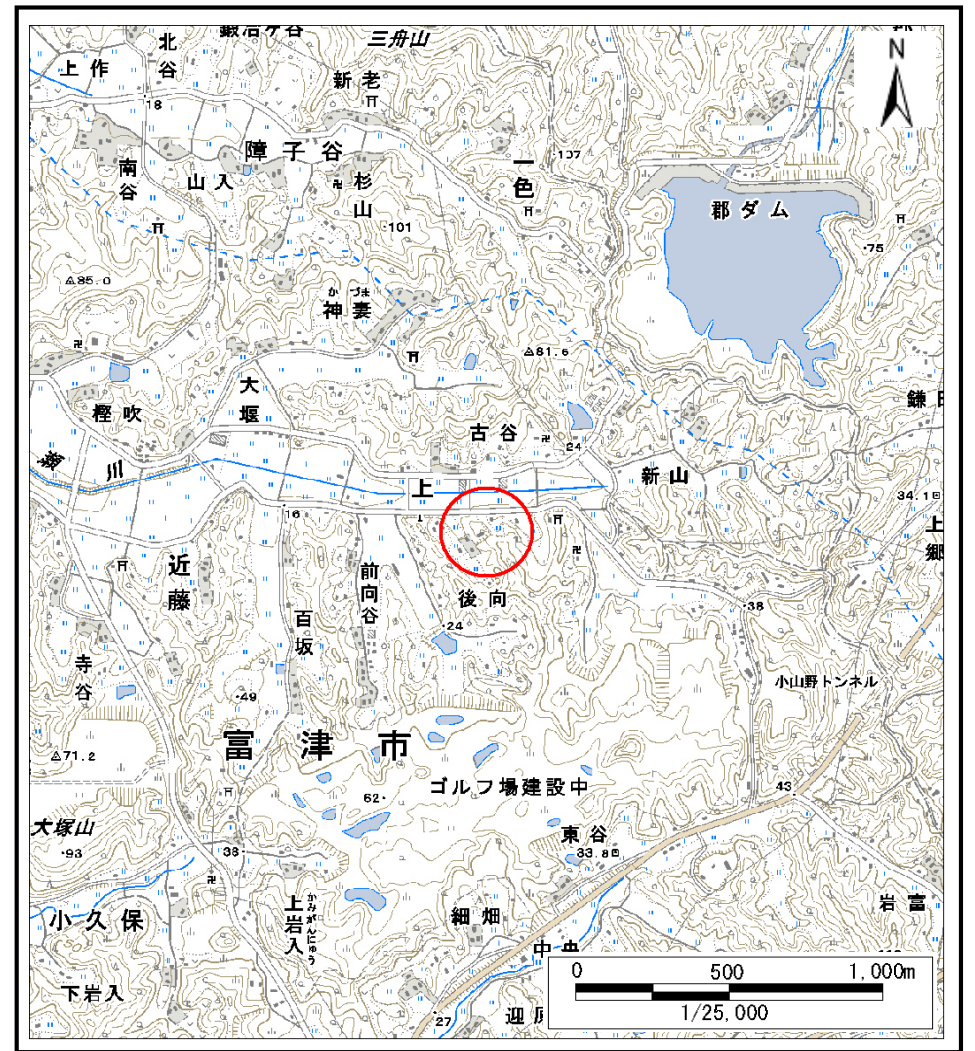 三舟山
北谷
上作
新老
N
18
障子谷
一色
107
南谷
山入
杉山
郡ダム
101
75
85.0
かづま
神妻
81.6
大堰
樫吹
古谷
24
新山
川
上
34.1
16
上郷
近藤
前向谷
後向
百坂
38
24
寺谷
小山野トンネル
49
富津市
71.2
ゴルフ場建設中
43
62
大塚山
東谷
93
38
33.8
上岩入
かみがんにゅう
岩富
小久保
細畑
中央
下岩入
27
0 500 1,000m
1/25,000